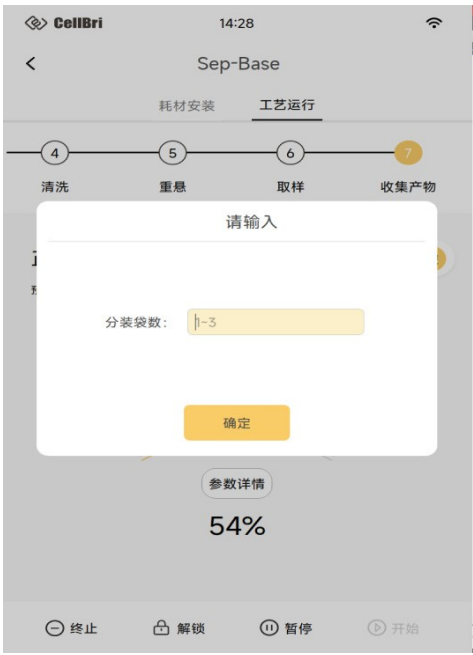 CellBri
14:28
Sep-Base
耗材安装 工艺运行
4 5 6 7
清洗 重悬 取样 收集产物
请输入
分装袋数： 1-3
确定
参数详情
54%
终止 解锁 暂停 开始